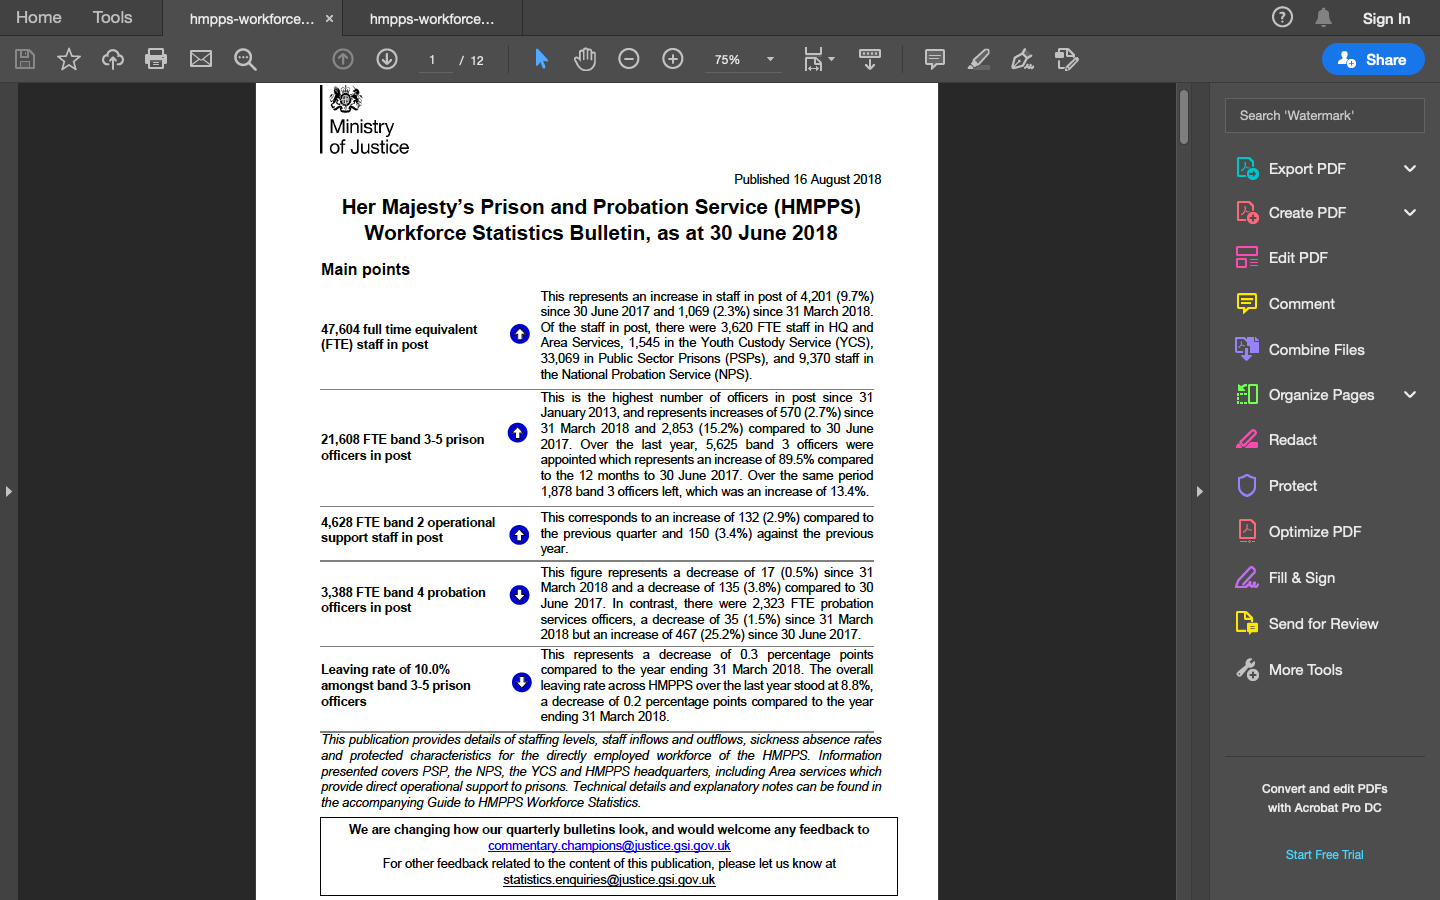 Home
Tools
hmpps-workforce... ×
hmpps-workforce...
Sign In
1 / 12
75%
Share
Ministry
of Justice
Published 16 August 2018
Her Majesty's Prison and Probation Service (HMPPS)
Workforce Statistics Bulletin, as at 30 June 2018
Main points
47,604 full time equivalent
(FTE) staff in post
This represents an increase in staff in post of 4,201 (9.7%)
since 30 June 2017 and 1,069 (2.3%) since 31 March 2018.
Of the staff in post, there were 3,620 FTE staff in HQ and
Area Services, 1,545 in the Youth Custody Service (YCS),
33,069 in Public Sector Prisons (PSPs), and 9,370 staff in
the National Probation Service (NPS).
21,608 FTE band 3-5 prison
officers in post
This is the highest number of officers in post since 31
January 2013, and represents increases of 570 (2.7%) since
31 March 2018 and 2,853 (15.2%) compared to 30 June
2017. Over the last year, 5,625 band 3 officers were
appointed which represents an increase of 89.5% compared
to the 12 months to 30 June 2017. Over the same period
1,878 band 3 officers left, which was an increase of 13.4%.
4,628 FTE band 2 operational
support staff in post
This corresponds to an increase of 132 (2.9%) compared to
the previous quarter and 150 (3.4%) against the previous
year.
3,388 FTE band 4 probation
officers in post
This figure represents a decrease of 17 (0.5%) since 31
March 2018 and a decrease of 135 (3.8%) compared to 30
June 2017. In contrast, there were 2,323 FTE probation
services officers, a decrease of 35 (1.5%) since 31 March
2018 but an increase of 467 (25.2%) since 30 June 2017.
Leaving rate of 10.0%
amongst band 3-5 prison
officers
This represents a decrease of 0.3 percentage points
compared to the year ending 31 March 2018. The overall
leaving rate across HMPPS over the last year stood at 8.8%,
a decrease of 0.2 percentage points compared to the year
ending 31 March 2018.
This publication provides details of staffing levels, staff inflows and outflows, sickness absence rates
and protected characteristics for the directly employed workforce of the HMPPS. Information
presented covers PSP, the NPS, the YCS and HMPPS headquarters, including Area services which
provide direct operational support to prisons. Technical details and explanatory notes can be found in
the accompanying Guide to HMPPS Workforce Statistics.
We are changing how our quarterly bulletins look, and would welcome any feedback to
commentary.champions@justice.gsi.gov.uk
For other feedback related to the content of this publication, please let us know at
statistics.enquiries@justice.gsi.gov.uk
Search 'Watermark'
Export PDF
Create PDF
Edit PDF
Comment
Combine Files
Organize Pages
Redact
Protect
Optimize PDF
Fill & Sign
Send for Review
More Tools
Convert and edit PDFs
with Acrobat Pro DC
Start Free Trial